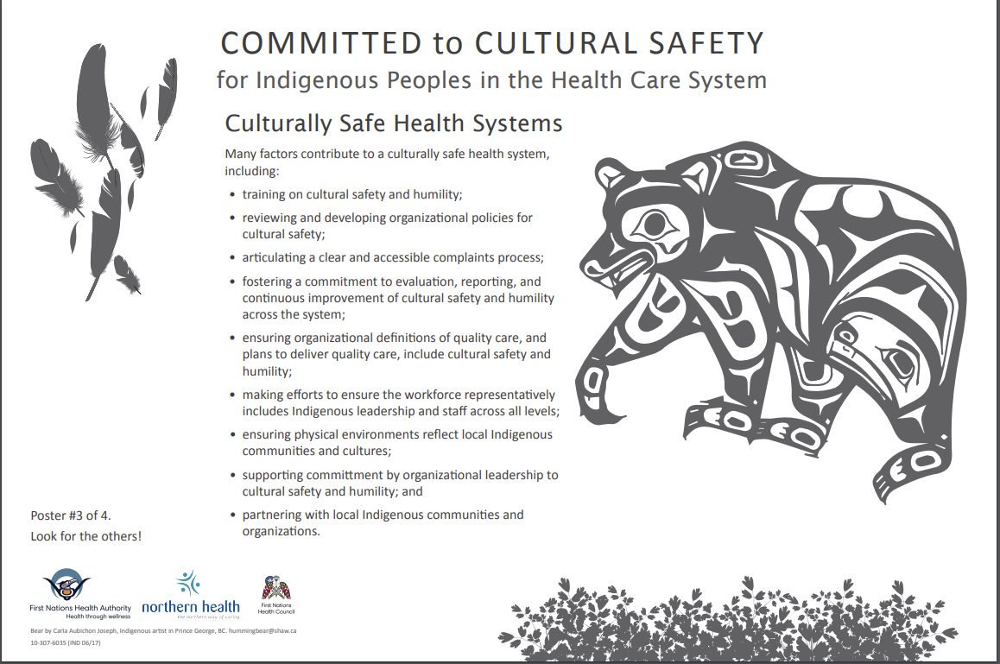 COMMITTED to CULTURAL SAFETY
for Indigenous Peoples in the Health Care System
Culturally Safe Health Systems
Many factors contribute to a culturally safe health system,
including:
• training on cultural safety and humility;
• reviewing and developing organizational policies for
cultural safety;
• articulating a clear and accessible complaints process;
• fostering a commitment to evaluation, reporting, and
continuous improvement of cultural safety and humility
across the system;
• ensuring organizational definitions of quality care, and
plans to deliver quality care, include cultural safety and
humility;
• making efforts to ensure the workforce representatively
includes Indigenous leadership and staff across all levels;
• ensuring physical environments reflect local Indigenous
communities and cultures;
• supporting committment by organizational leadership to
cultural safety and humility; and
• partnering with local Indigenous communities and
organizations.
Poster #3 of 4.
Look for the others!
First Nations Health Authority
Health through wellness
northern health
the northern way of caring
First Nations
Health Council
Bear by Carla Aubichon Joseph, Indigenous artist in Prince George, BC. hummingbear@shaw.ca
10-307-6035 (IND 06/17)